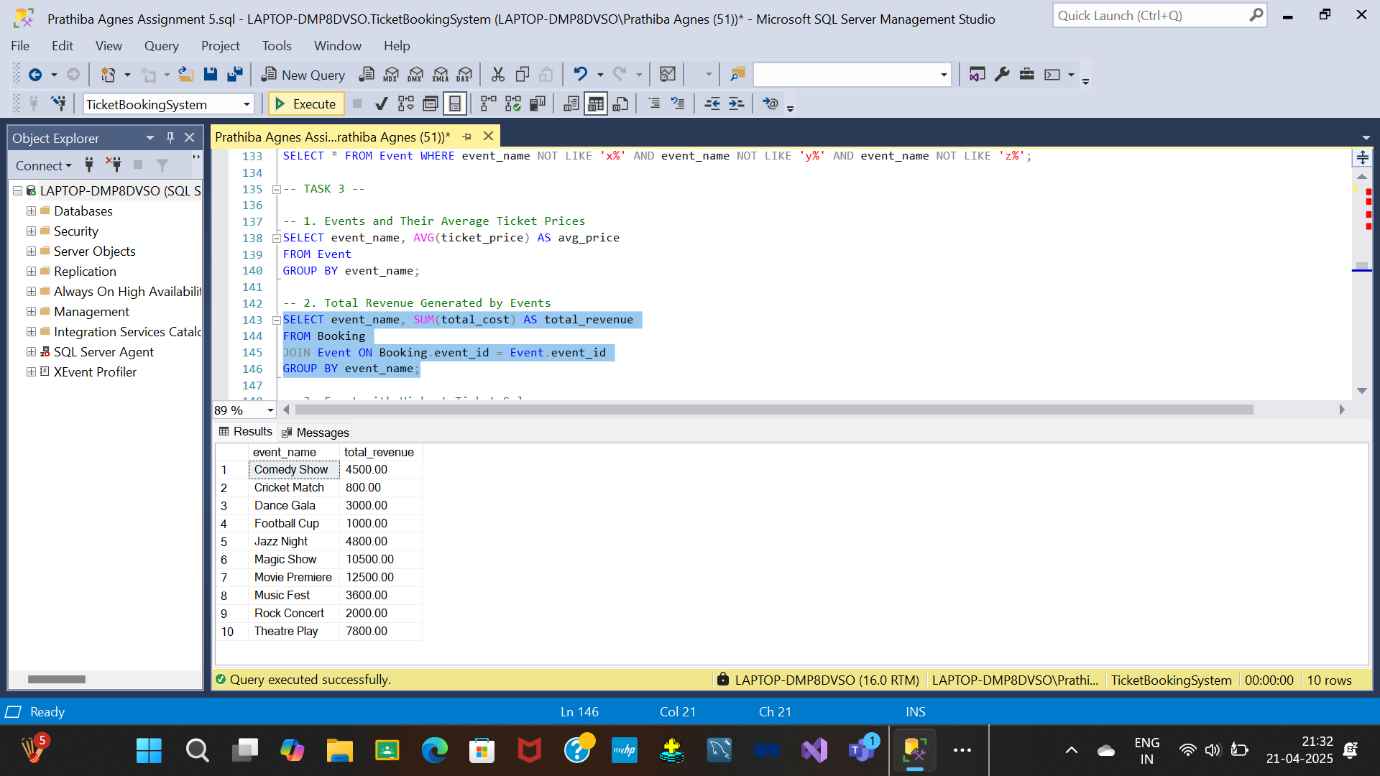 Prathiba Agnes Assignment 5.sql - LAPTOP-DMP8DVSO.TicketBookingSystem (LAPTOP-DMP8DVSO\Prathiba Agnes (51))* - Microsoft SQL Server Management Studio
Quick Launch (Ctrl+Q)
File Edit View Query Project Tools Window Help
New Query
MDX DMX XMLA DAX
TicketBookingSystem
Execute
Object Explorer
Connect
LAPTOP-DMP8DVSO (SQL S
Databases
Security
Server Objects
Replication
Always On High Availabilit
Management
Integration Services Catalo
SQL Server Agent
XEvent Profiler
Prathiba Agnes Assi...rathiba Agnes (51))*
133 SELECT * FROM Event WHERE event_name NOT LIKE 'x%' AND event_name NOT LIKE 'y%' AND event_name NOT LIKE 'z%';
134
135 -- TASK 3 --
136
137 -- 1. Events and Their Average Ticket Prices
138 SELECT event_name, AVG(ticket_price) AS avg_price
139 FROM Event
140 GROUP BY event_name;
141
142 -- 2. Total Revenue Generated by Events
143 SELECT event_name, SUM(total_cost) AS total_revenue
144 FROM Booking
145 JOIN Event ON Booking.event_id = Event.event_id
146 GROUP BY event_name;
147
89 %
Results Messages
event_name total_revenue
1 Comedy Show 4500.00
2 Cricket Match 800.00
3 Dance Gala 3000.00
4 Football Cup 1000.00
5 Jazz Night 4800.00
6 Magic Show 10500.00
7 Movie Premiere 12500.00
8 Music Fest 3600.00
9 Rock Concert 2000.00
10 Theatre Play 7800.00
Query executed successfully.
LAPTOP-DMP8DVSO (16.0 RTM) LAPTOP-DMP8DVSO\Prathi... TicketBookingSystem 00:00:00 10 rows
Ready Ln 146 Col 21 Ch 21 INS
5
myhp
1
ENG
IN
21:32
21-04-2025